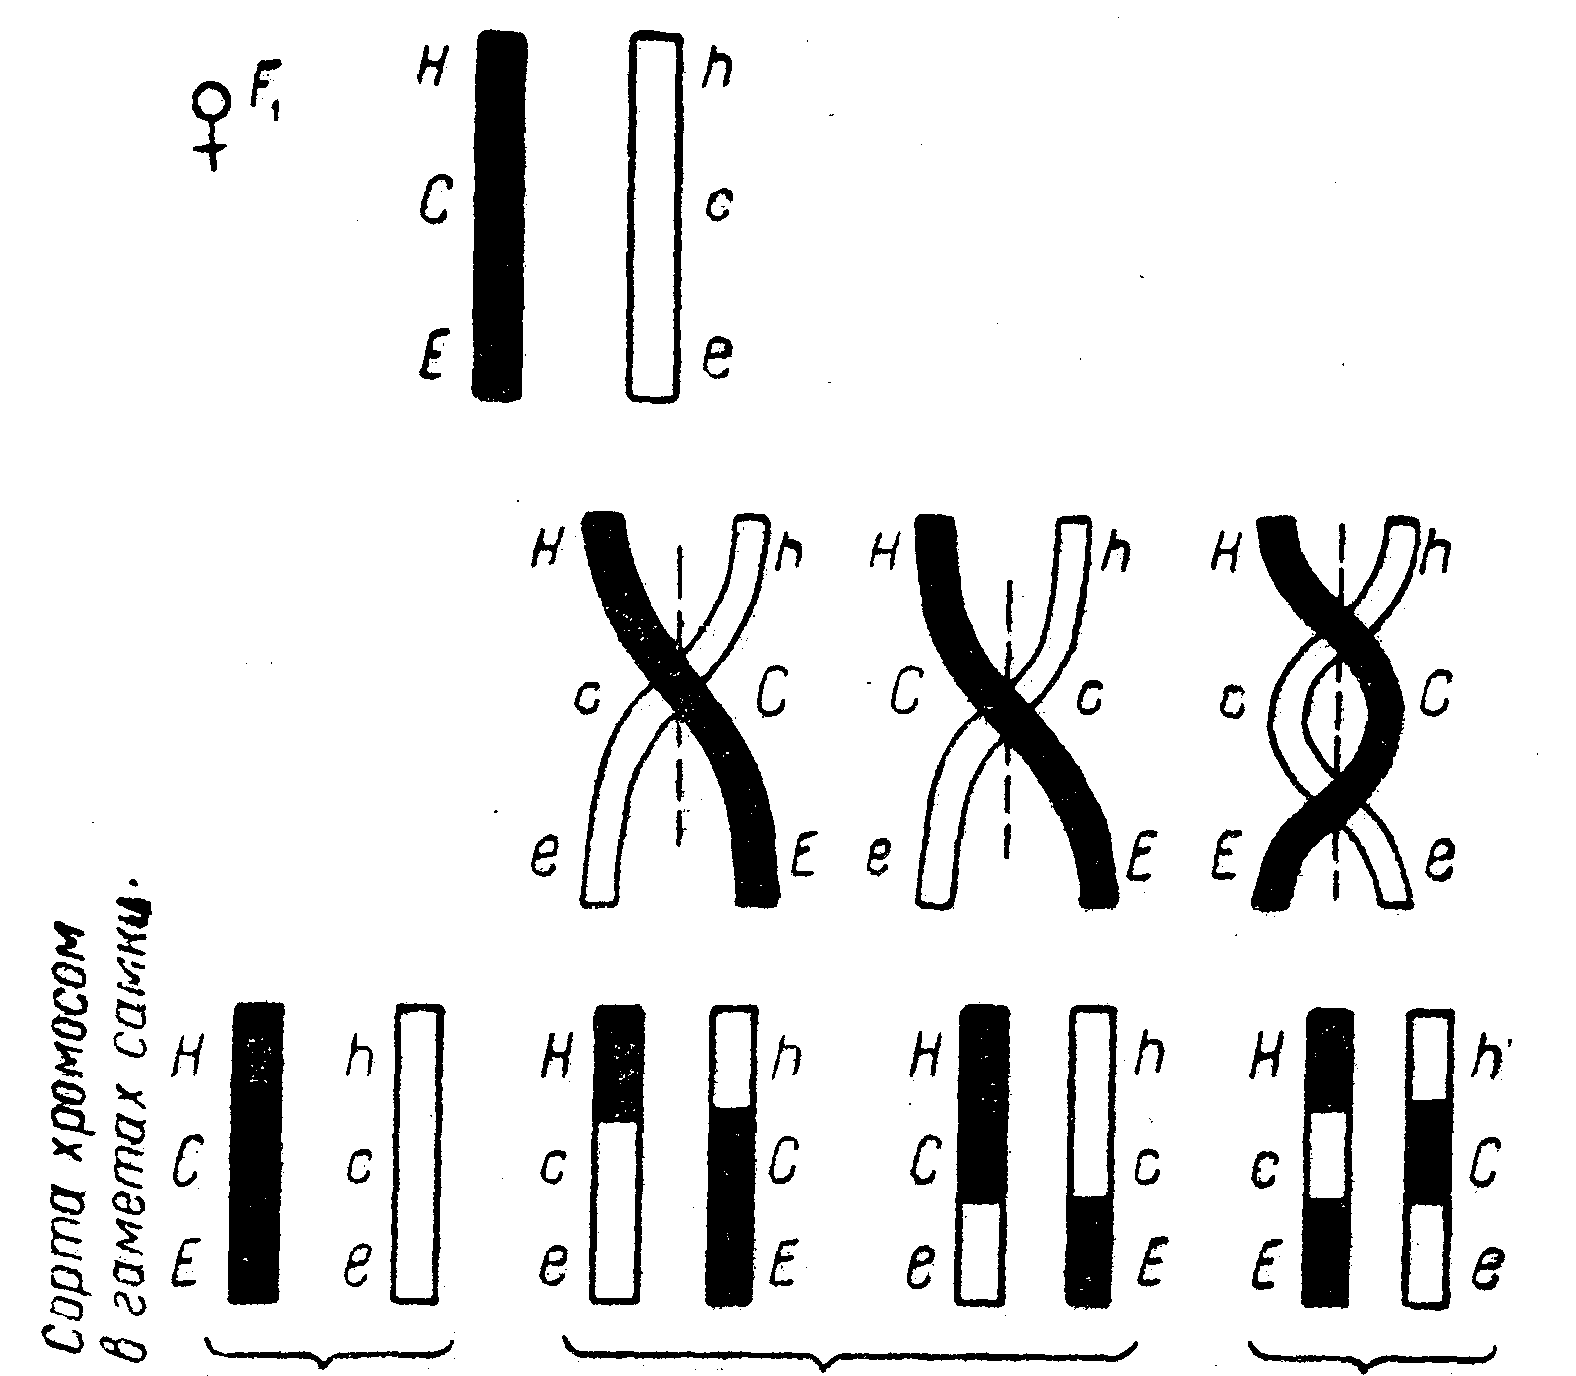 ♀ F₁
H h
C c
E e
H h H h H h
c C C c c C
e E e E E e
Сорта хромосом
в гаметах самки.
H h H h H h H h
C c c C C c c C
E e e E e E E e